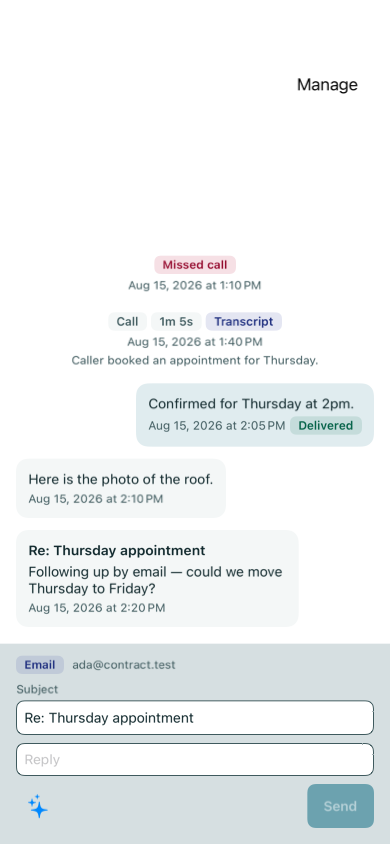 Manage
Missed call
Aug 15, 2026 at 1:10 PM
Call 1m 5s Transcript
Aug 15, 2026 at 1:40 PM
Caller booked an appointment for Thursday.
Confirmed for Thursday at 2pm.
Aug 15, 2026 at 2:05 PM Delivered
Here is the photo of the roof.
Aug 15, 2026 at 2:10 PM
Re: Thursday appointment
Following up by email — could we move
Thursday to Friday?
Aug 15, 2026 at 2:20 PM
Email ada@contract.test
Subject
Re: Thursday appointment
Reply
Send